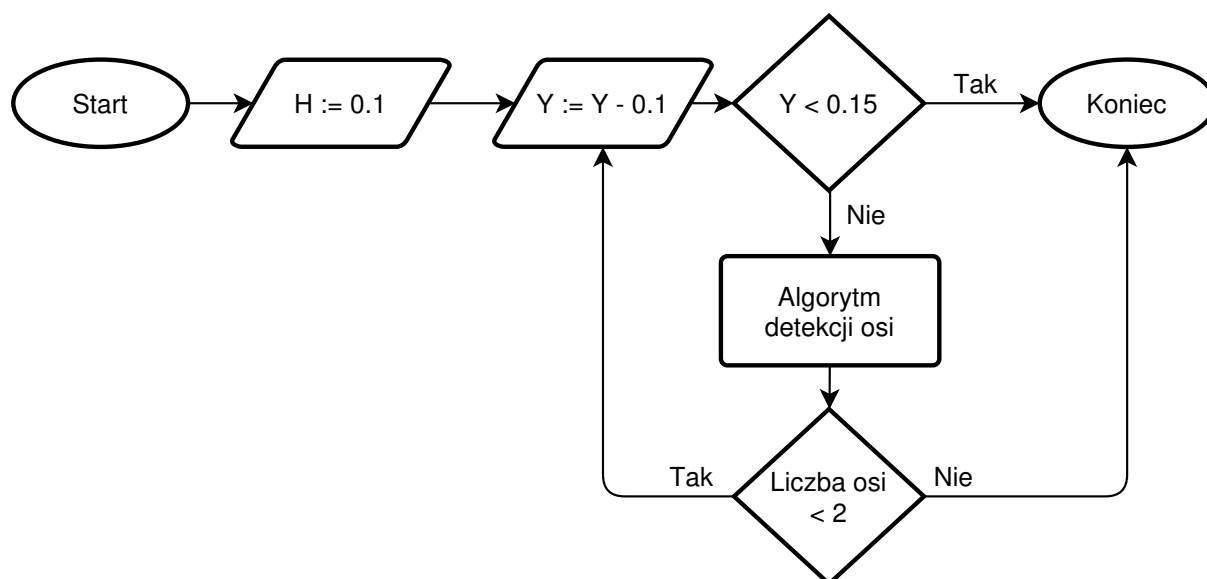 Start
H := 0.1
Y := Y - 0.1
Y < 0.15
Tak
Koniec
Nie
Algorytm
detekcji osi
Tak
Liczba osi
< 2
Nie